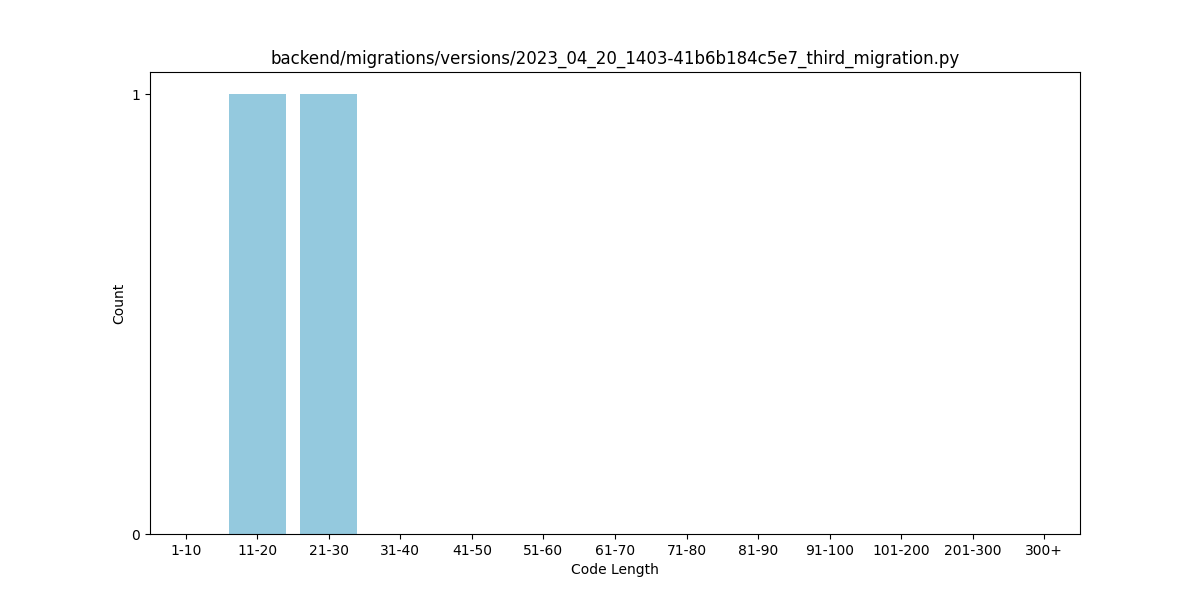 backend/migrations/versions/2023_04_20_1403-41b6b184c5e7_third_migration.py
1
Count
0
1-10 11-20 21-30 31-40 41-50 51-60 61-70 71-80 81-90 91-100 101-200 201-300 300+
Code Length